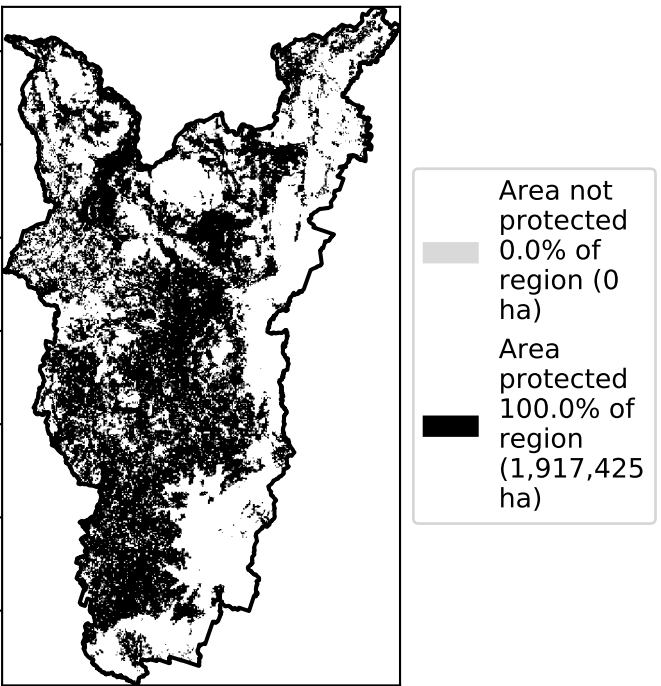 Area not
protected
0.0% of
region (0
ha)
Area
protected
100.0% of
region
(1,917,425
ha)